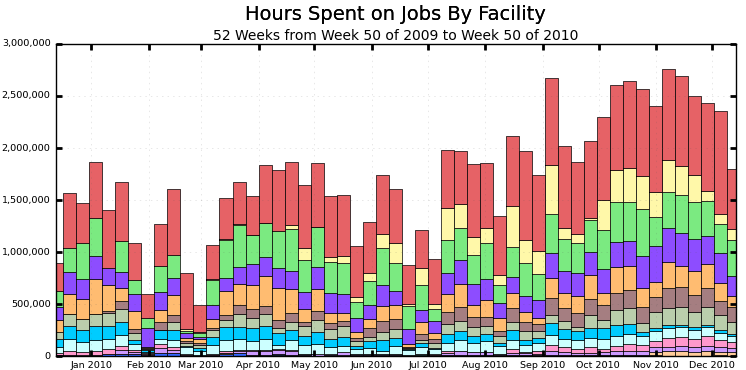 Hours Spent on Jobs By Facility
52 Weeks from Week 50 of 2009 to Week 50 of 2010
3,000,000
2,500,000
2,000,000
1,500,000
1,000,000
500,000
0
Jan 2010 Feb 2010 Mar 2010 Apr 2010 May 2010 Jun 2010 Jul 2010 Aug 2010 Sep 2010 Oct 2010 Nov 2010 Dec 2010